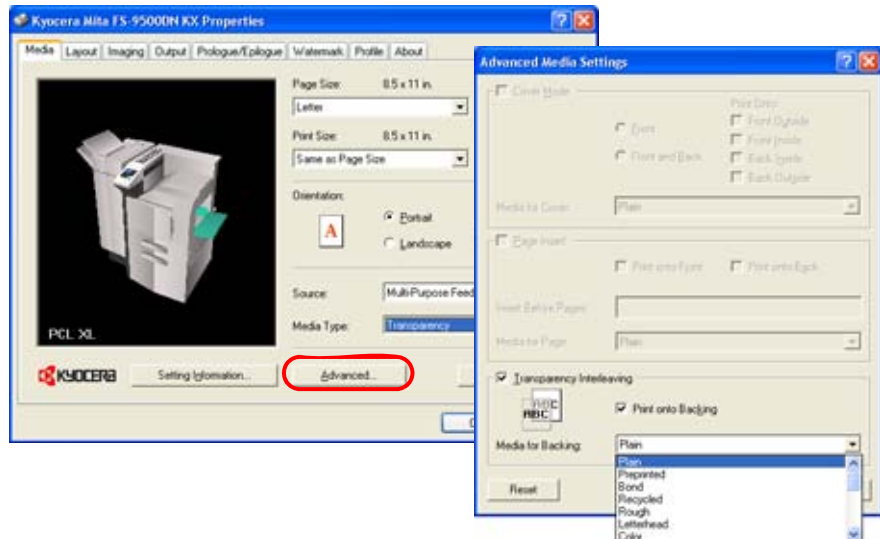 Kyocera Mita FS-9500DN KX Properties
Media Layout Imaging Output Prologue/Epilogue Watermark Profile About
Page Size: 8.5 x 11 in.
Letter
Print Size: 8.5 x 11 in.
Same as Page Size
Orientation:
A
Portrait
Landscape
Source: Multi-Purpose Feed
Media Type: Transparency
PCL XL
KYOCERA
Setting Information...
Advanced...
Advanced Media Settings
Cover Mode
Print Onto:
Front
Front Outside
Front Inside
Front and Back
Back Inside
Back Outside
Media for Cover: Plain
Page Insert
Print onto Front
Print onto Back
Insert Before Pages:
Media for Page: Plain
Transparency Interleaving
ABC
ABC
Print onto Backing
Media for Backing: Plain
Plain
Preprinted
Bond
Recycled
Rough
Letterhead
Color
Reset